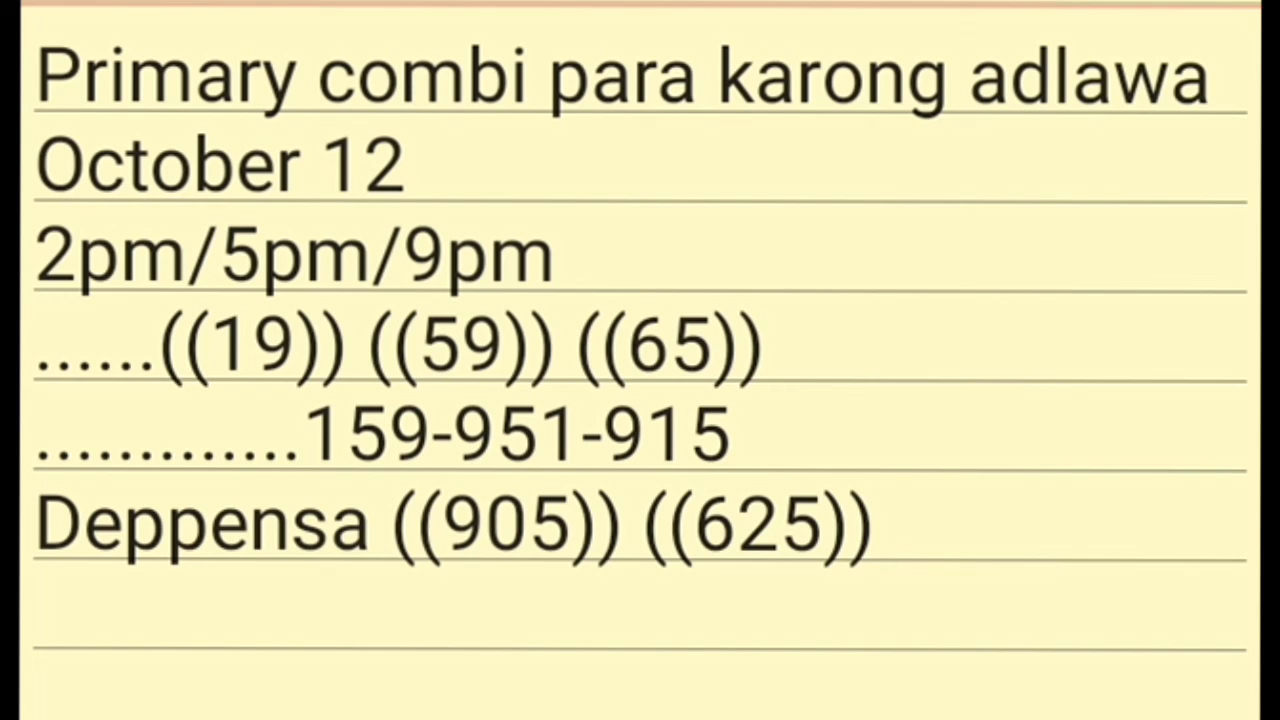 Primary combi para karong adlawa
October 12
2pm/5pm/9pm
......((19)) ((59)) ((65))
.............159-951-915
Deppensa ((905)) ((625))